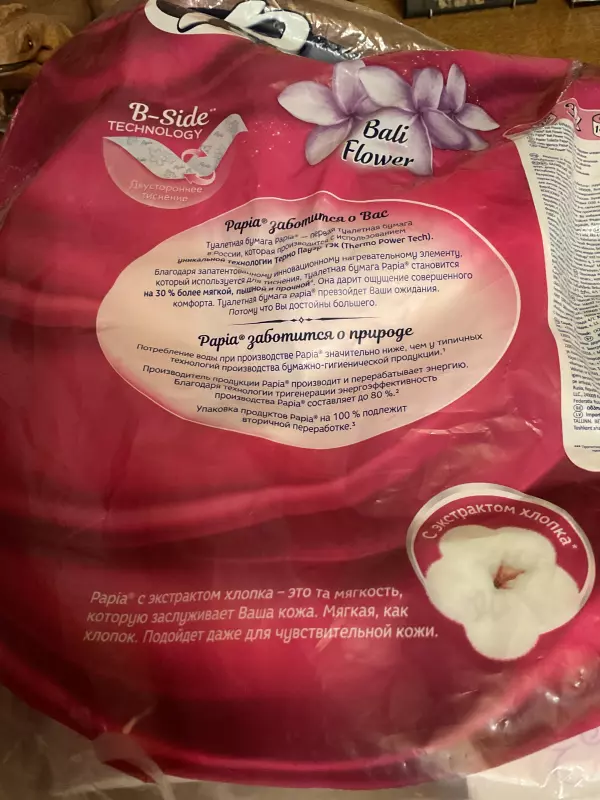 B-Side™
TECHNOLOGY
Двустороннее
тиснение
Bali
Flower
Papia® заботится о Вас
Туалетная бумага Papia® — первая туалетная бумага
в России, которая производится с использованием
уникальной технологии Термо Пауэр Тэк (Thermo Power Tech).
Благодаря запатентованному инновационному нагревательному элементу,
который используется для тиснения, туалетная бумага Papia® становится
на 30 % более мягкой, пышной и прочной*. Она дарит ощущение совершенного
комфорта. Туалетная бумага Papia® превзойдет Ваши ожидания.
Потому что Вы достойны большего.
Papia® заботится о природе
Потребление воды при производстве Papia® значительно ниже, чем у типичных
технологий производства бумажно-гигиенической продукции.¹
Производитель продукции Papia® производит и перерабатывает энергию.
Благодаря технологии тригенерации энергоэффективность
производства Papia® составляет до 80 %.²
Упаковка продуктов Papia® на 100 % подлежит
вторичной переработке.³
С экстрактом хлопка*
Papia® с экстрактом хлопка – это та мягкость,
которую заслуживает Ваша кожа. Мягкая, как
хлопок. Подойдет даже для чувствительной кожи.